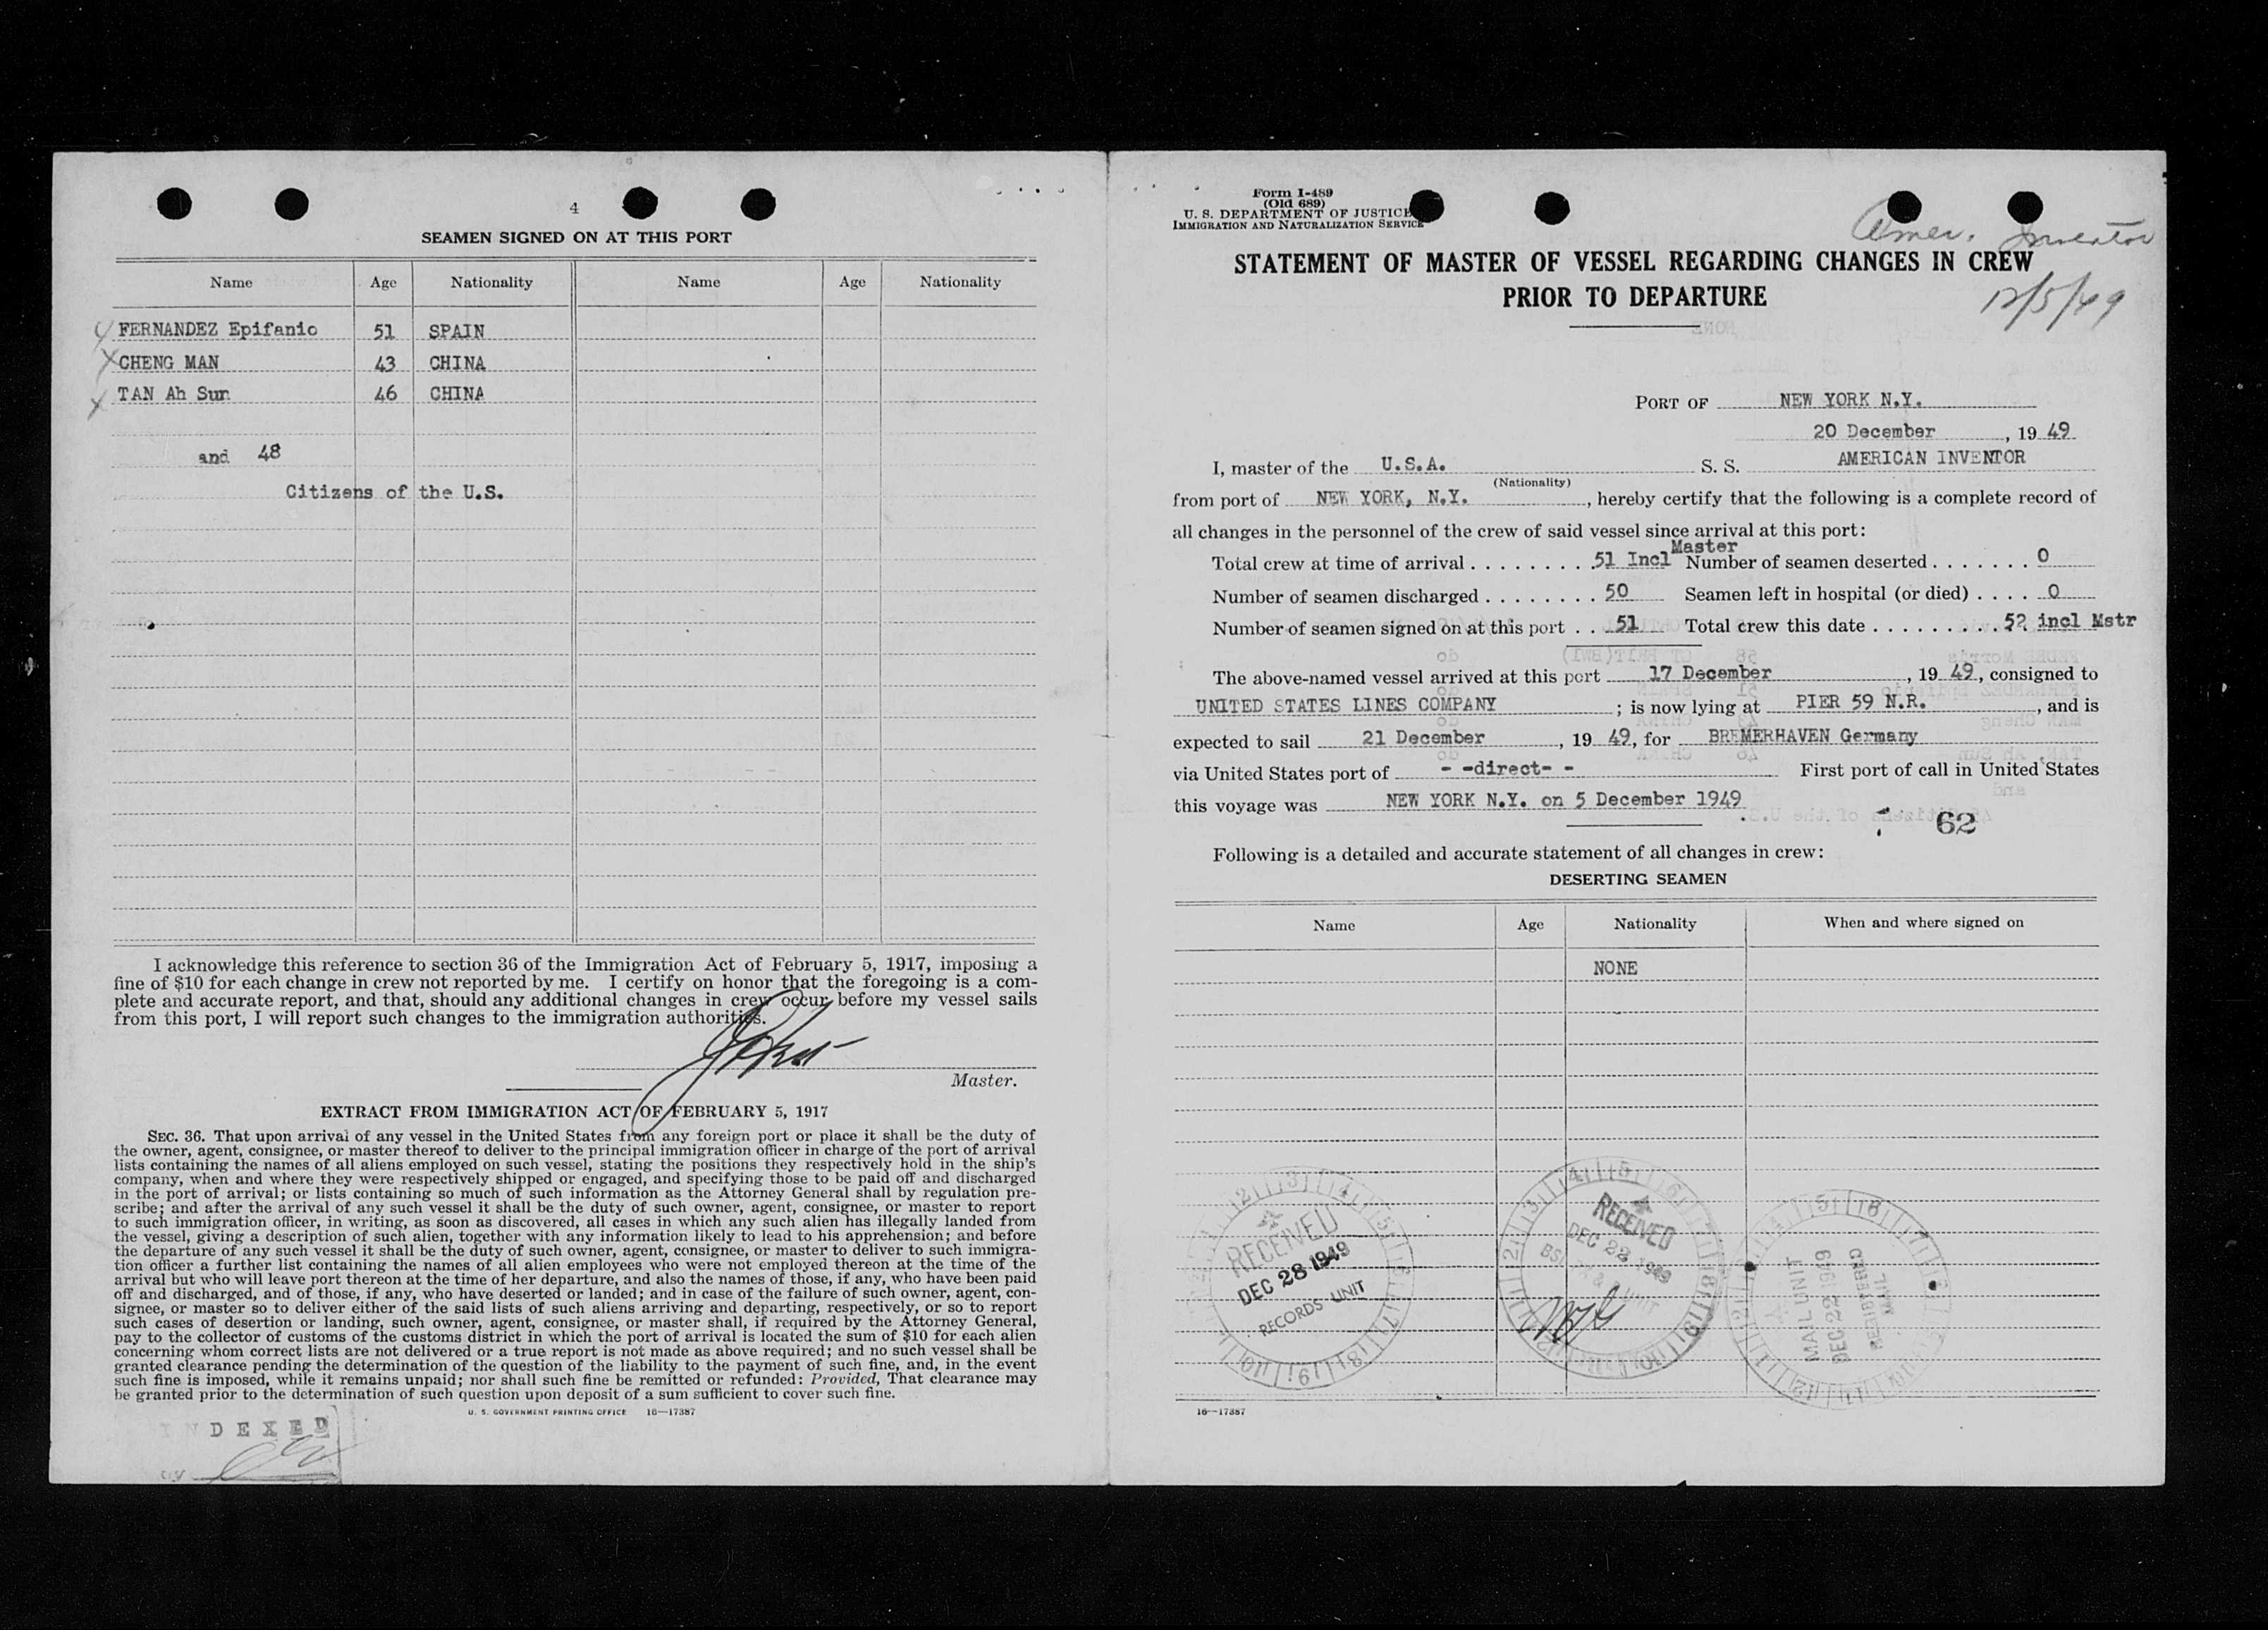 4
SEAMEN SIGNED ON AT THIS PORT
Name Age Nationality Name Age Nationality
FERNANDEZ Epifanio 51 SPAIN
CHENG MAN 43 CHINA
TAN Ah Sun 46 CHINA
and 48
Citizens of the U.S.
I acknowledge this reference to section 36 of the Immigration Act of February 5, 1917, imposing a
fine of $10 for each change in crew not reported by me. I certify on honor that the foregoing is a com-
plete and accurate report, and that, should any additional changes in crew occur before my vessel sails
from this port, I will report such changes to the immigration authorities.
Master.
EXTRACT FROM IMMIGRATION ACT OF FEBRUARY 5, 1917
SEC. 36. That upon arrival of any vessel in the United States from any foreign port or place it shall be the duty of
the owner, agent, consignee, or master thereof to deliver to the principal immigration officer in charge of the port of arrival
lists containing the names of all aliens employed on such vessel, stating the positions they respectively hold in the ship's
company, when and where they were respectively shipped or engaged, and specifying those to be paid off and discharged
in the port of arrival; or lists containing so much of such information as the Attorney General shall by regulation pre-
scribe; and after the arrival of any such vessel it shall be the duty of such owner, agent, consignee, or master to report
to such immigration officer, in writing, as soon as discovered, all cases in which any such alien has illegally landed from
the vessel, giving a description of such alien, together with any information likely to lead to his apprehension; and before
the departure of any such vessel it shall be the duty of such owner, agent, consignee, or master to deliver to such immigra-
tion officer a further list containing the names of all alien employees who were not employed thereon at the time of the
arrival but who will leave port thereon at the time of her departure, and also the names of those, if any, who have been paid
off and discharged, and of those, if any, who have deserted or landed; and in case of the failure of such owner, agent, con-
signee, or master so to deliver either of the said lists of such aliens arriving and departing, respectively, or so to report
such cases of desertion or landing, such owner, agent, consignee, or master shall, if required by the Attorney General,
pay to the collector of customs of the customs district in which the port of arrival is located the sum of $10 for each alien
concerning whom correct lists are not delivered or a true report is not made as above required; and no such vessel shall be
granted clearance pending the determination of the question of the liability to the payment of such fine, and, in the event
such fine is imposed, while it remains unpaid; nor shall such fine be remitted or refunded: Provided, That clearance may
be granted prior to the determination of such question upon deposit of a sum sufficient to cover such fine.
U. S. GOVERNMENT PRINTING OFFICE 16—17387
INDEXED
Form I-489
(Old 689)
U. S. DEPARTMENT OF JUSTICE
IMMIGRATION AND NATURALIZATION SERVICE
Amer. Inventor
STATEMENT OF MASTER OF VESSEL REGARDING CHANGES IN CREW
PRIOR TO DEPARTURE
12/5/49
PORT OF NEW YORK N.Y.
20 December, 19 49
I, master of the U.S.A. S. S. AMERICAN INVENTOR
(Nationality)
from port of NEW YORK, N.Y., hereby certify that the following is a complete record of
all changes in the personnel of the crew of said vessel since arrival at this port:
Total crew at time of arrival . . . . . . . . . 51 Incl Master Number of seamen deserted . . . . . . . 0
Number of seamen discharged . . . . . . . . 50 Seamen left in hospital (or died) . . . . 0
Number of seamen signed on at this port . . 51 Total crew this date . . . . . . . . . 52 incl Mstr
The above-named vessel arrived at this port 17 December, 19 49, consigned to
UNITED STATES LINES COMPANY; is now lying at PIER 59 N.R., and is
expected to sail 21 December, 19 49, for BREMERHAVEN Germany
via United States port of - -direct- - First port of call in United States
this voyage was NEW YORK N.Y. on 5 December 1949
62
Following is a detailed and accurate statement of all changes in crew:
DESERTING SEAMEN
Name Age Nationality When and where signed on
NONE
RECEIVED
DEC 28 1949
RECORDS UNIT
RECEIVED
DEC 22 1949
MAIL UNIT
DEC 22 1949
16—17387